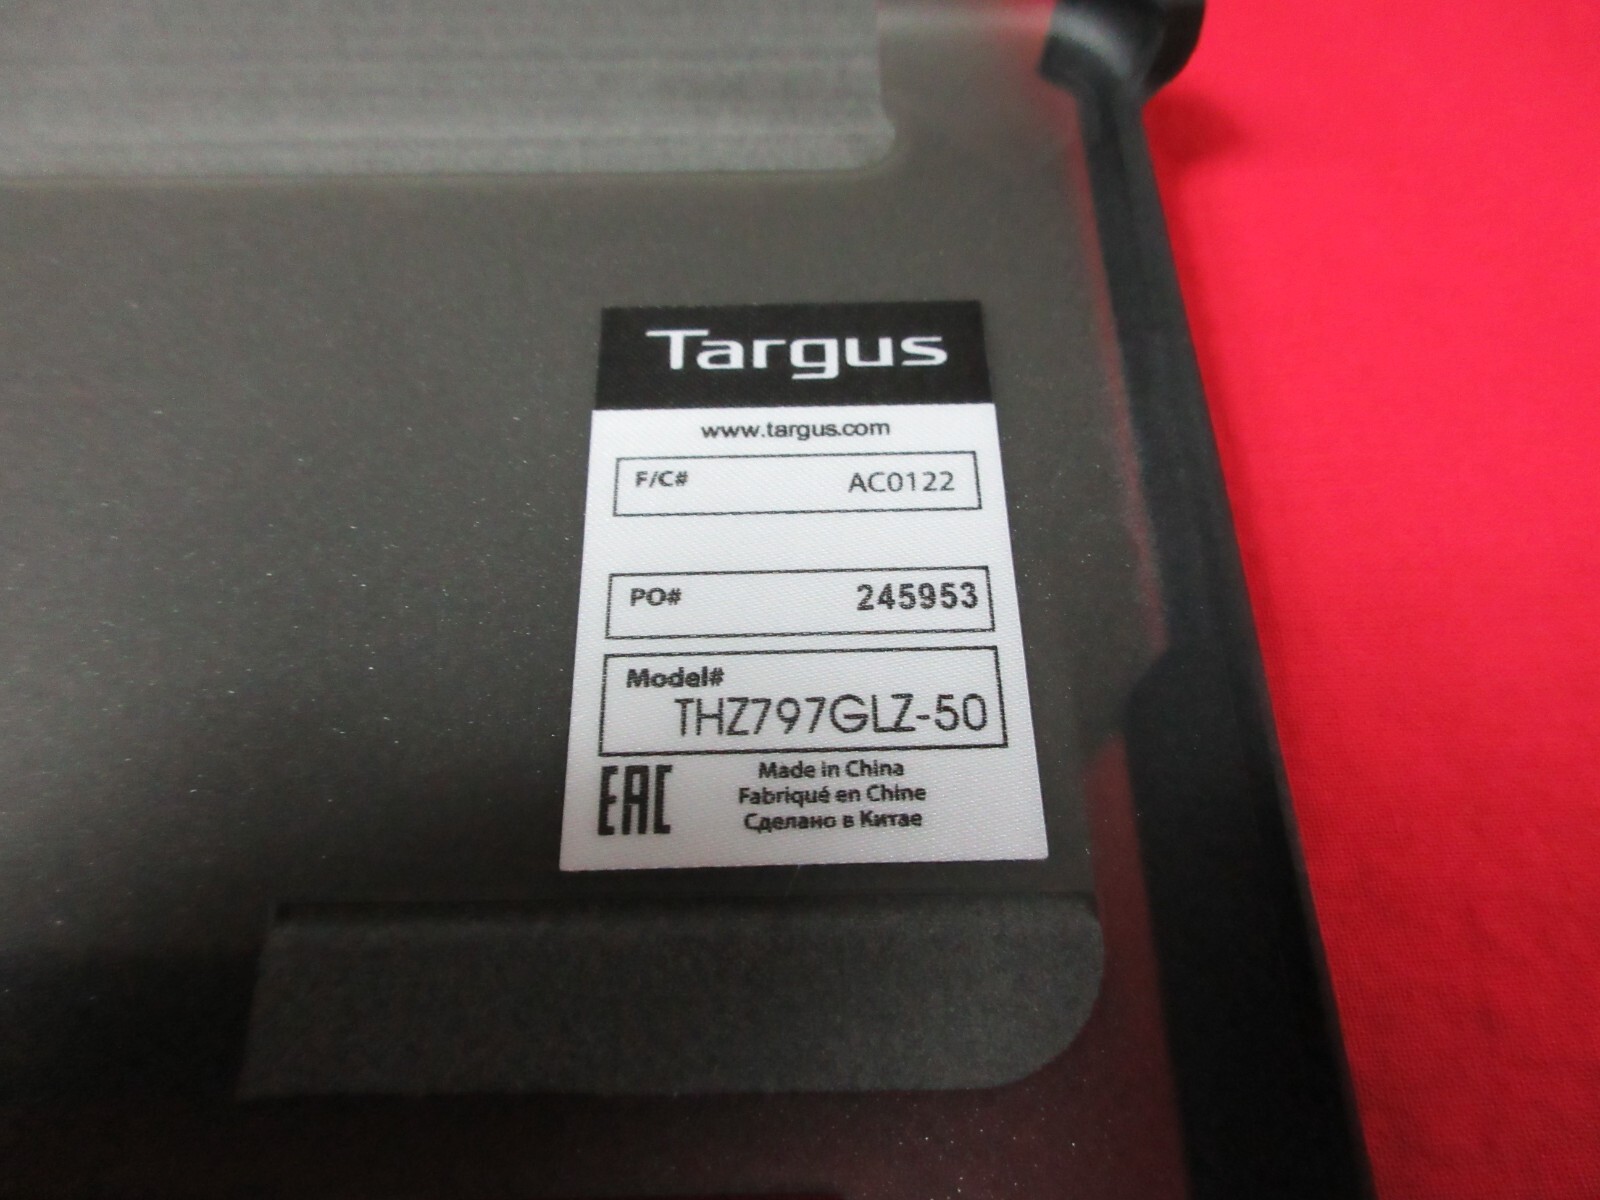 Targus
www.targus.com
F/C# AC0122
PO# 245953
Model#
THZ797GLZ-50
EAC
Made in China
Fabriqué en Chine
Сделано в Китае